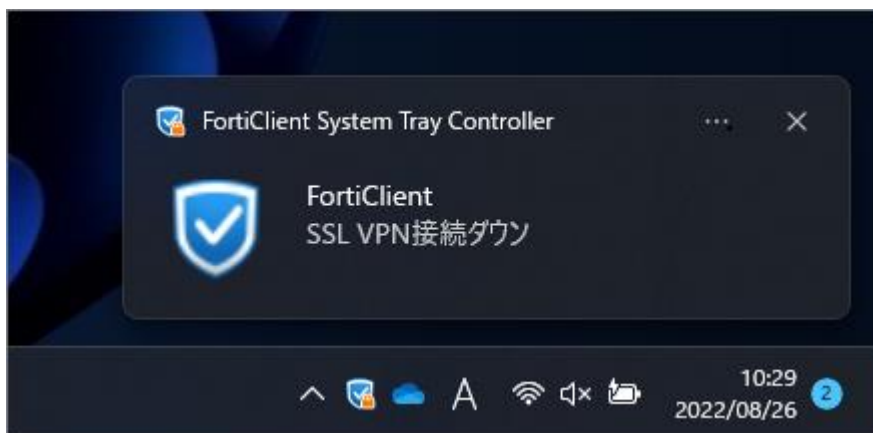 FortiClient System Tray Controller
FortiClient
SSL VPN接続ダウン
A
10:29
2022/08/26
2